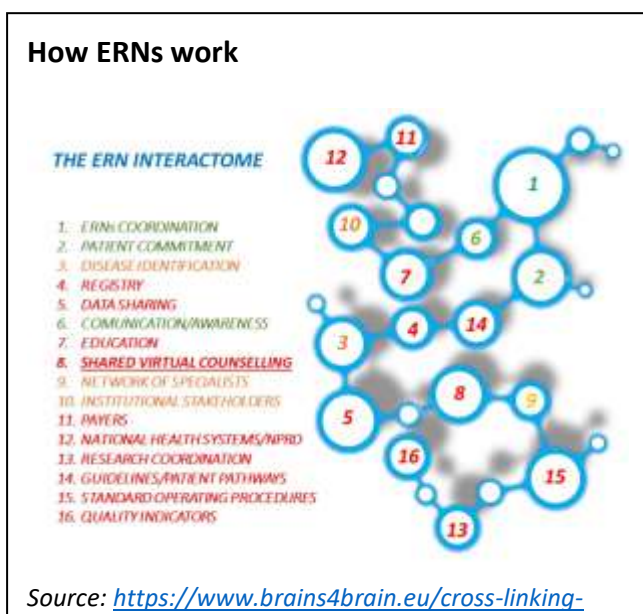 How ERNs work
THE ERN INTERACTOME
1. ERNs COORDINATION
2. PATIENT COMMITMENT
3. DISEASE IDENTIFICATION
4. REGISTRY
5. DATA SHARING
6. COMUNICATION/AWARENESS
7. EDUCATION
8. SHARED VIRTUAL COUNSELLING
9. NETWORK OF SPECIALISTS
10. INSTITUTIONAL STAKEHOLDERS
11. PAYERS
12. NATIONAL HEALTH SYSTEMS/NPRD
13. RESEARCH COORDINATION
14. GUIDELINES/PATIENT PATHWAYS
15. STANDARD OPERATING PROCEDURES
16. QUALITY INDICATORS
11
12
1
10
6
7
2
4
14
3
8
9
5
16
15
13
Source: https://www.brains4brain.eu/cross-linking-